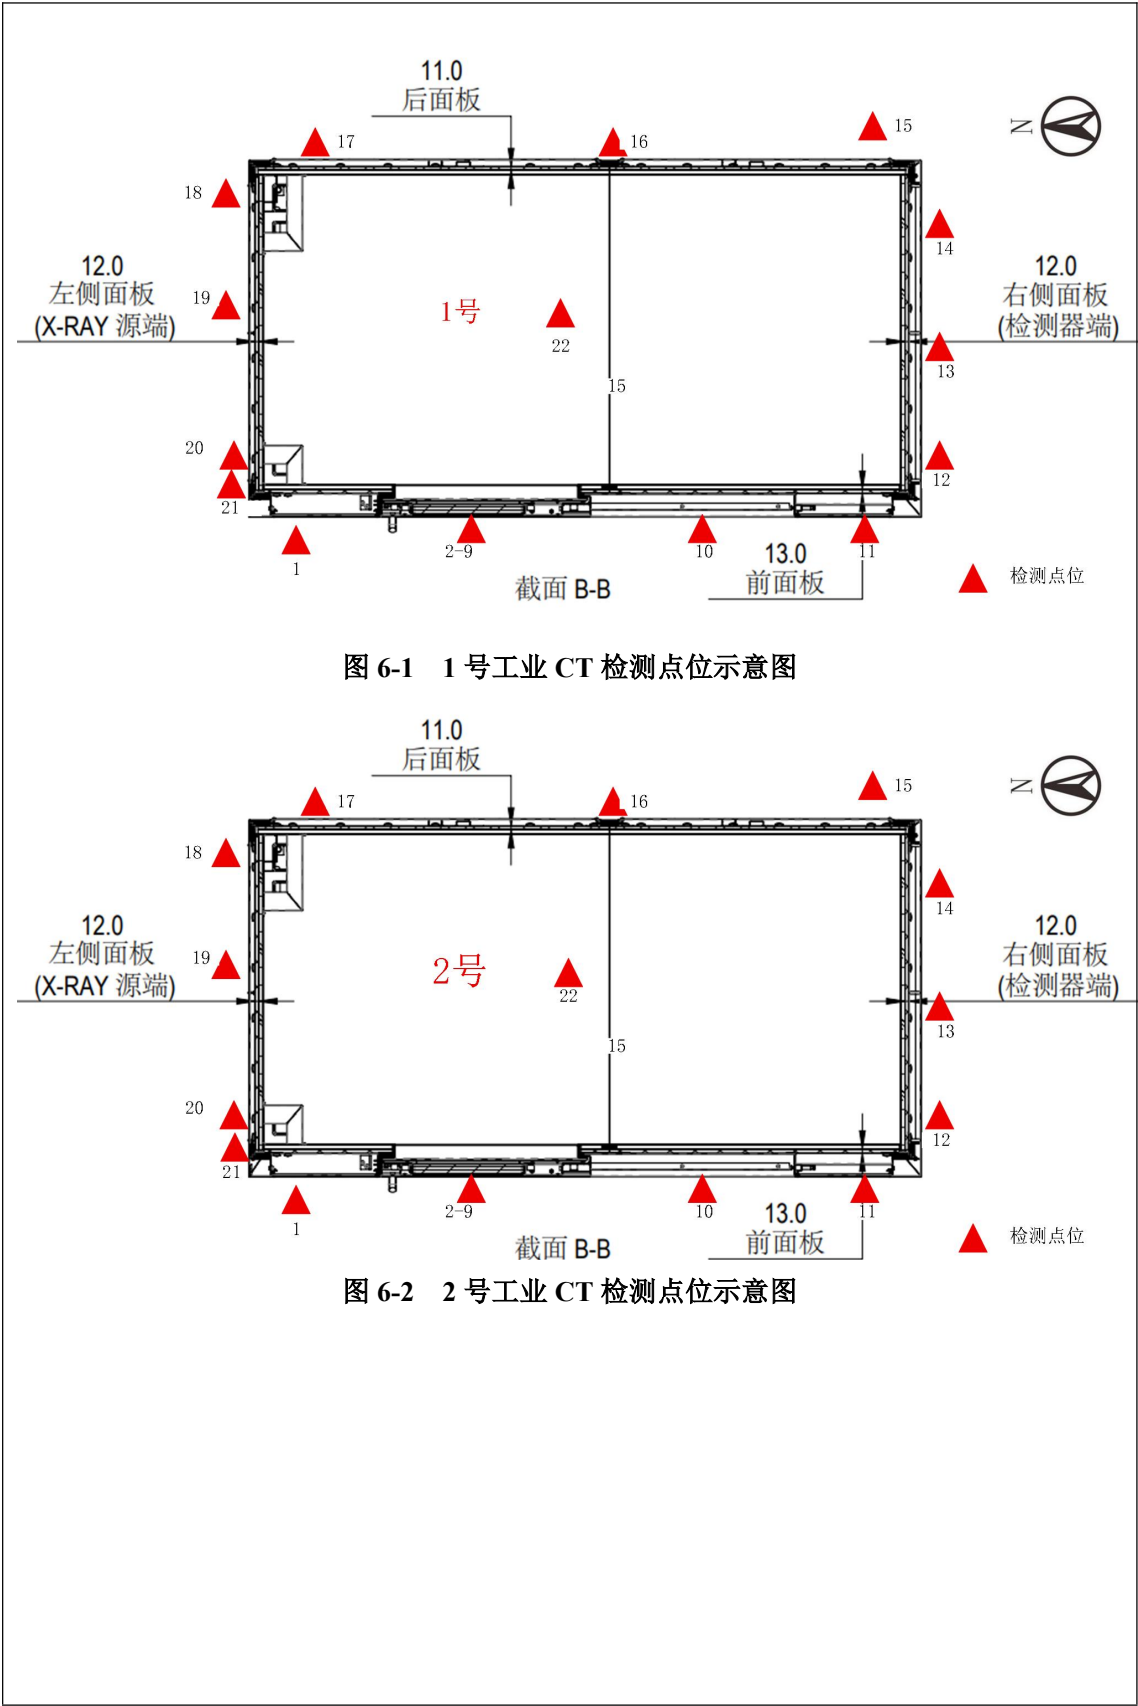 11.0
后面板
17
16
15
N
18
14
12.0
左侧面板
(X-RAY 源端)
19
1号
22
12.0
右侧面板
(检测器端)
13
15
20
12
21
1
2-9
10
11
13.0
前面板
截面 B-B
检测点位
图 6-1 1 号工业 CT 检测点位示意图
11.0
后面板
17
16
15
N
18
14
12.0
左侧面板
(X-RAY 源端)
19
2号
22
12.0
右侧面板
(检测器端)
13
15
20
12
21
1
2-9
10
11
13.0
前面板
截面 B-B
检测点位
图 6-2 2 号工业 CT 检测点位示意图